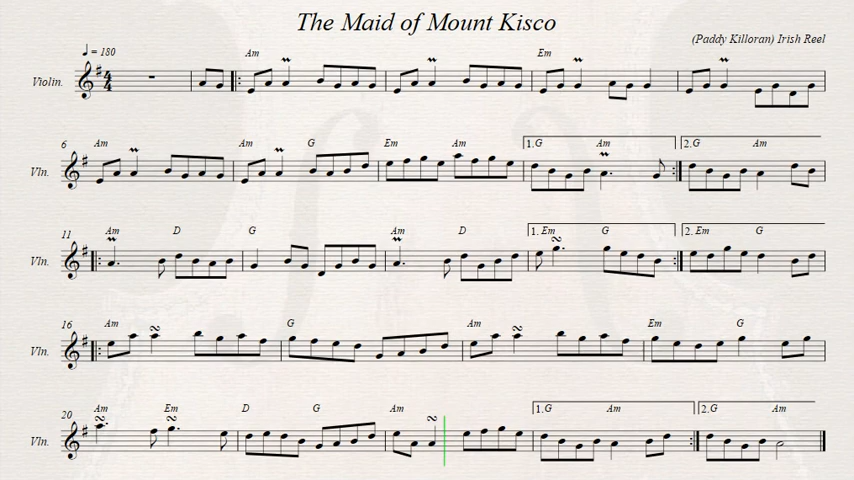 The Maid of Mount Kisco
(Paddy Killoran) Irish Reel
♩ = 180
Am Em
Violin. 4 4
6 Am Am G Em Am 1.G Am 2.G Am
Vln.
11 Am D G Am 1. Em G 2. Em G
Vln.
16 Am G Am Em G
Vln.
20 Am Em D G Am 1.G Am 2.G Am
Vln.